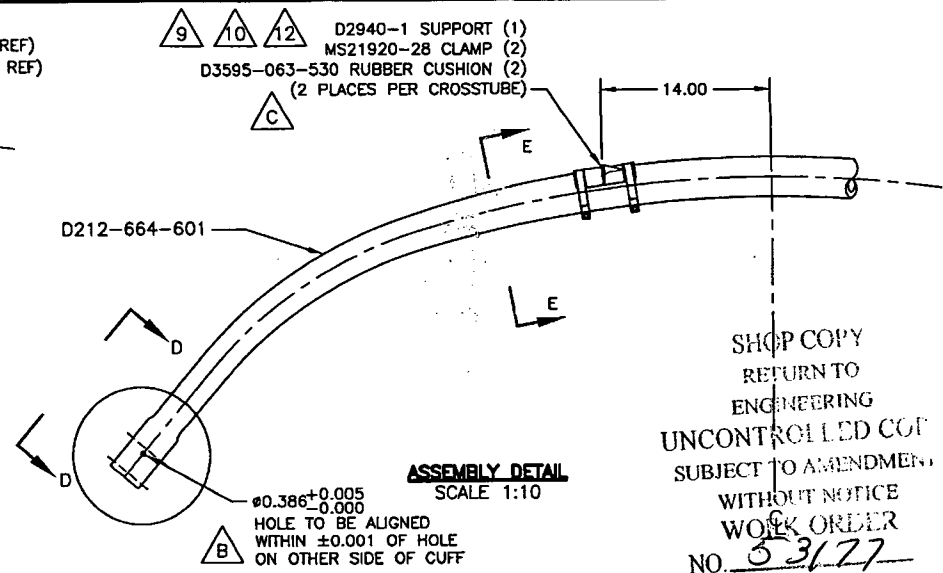 REF)
REF)
9 10 12
D2940-1 SUPPORT (1)
MS21920-28 CLAMP (2)
D3595-063-530 RUBBER CUSHION (2)
(2 PLACES PER CROSSTUBE)
C
14.00
E
D212-664-601
E
D
D
ø0.386 +0.005
-0.000
HOLE TO BE ALIGNED
WITHIN ±0.001 OF HOLE
ON OTHER SIDE OF CUFF
B
ASSEMBLY DETAIL
SCALE 1:10
SHOP COPY
RETURN TO
ENGINEERING
UNCONTROLLED COP
SUBJECT TO AMENDMEN
WITHOUT NOTICE
WORK ORDER
NO. 53177